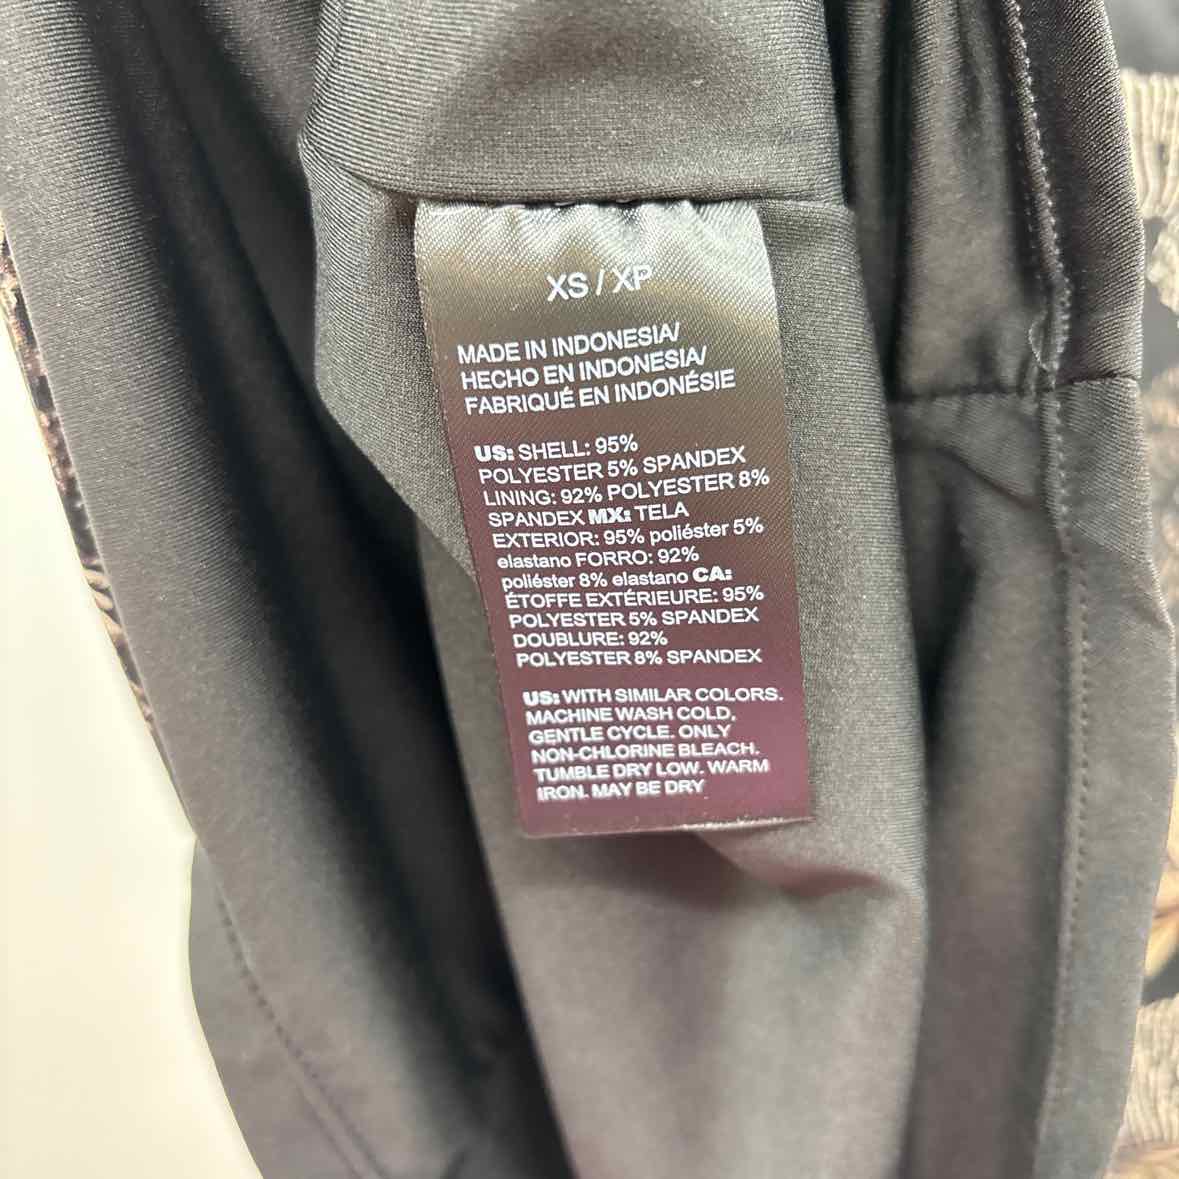 XS / XP
MADE IN INDONESIA/
HECHO EN INDONESIA/
FABRIQUÉ EN INDONÉSIE
US: SHELL: 95%
POLYESTER 5% SPANDEX
LINING: 92% POLYESTER 8%
SPANDEX MX: TELA
EXTERIOR: 95% poliéster 5%
elastano FORRO: 92%
poliéster 8% elastano CA:
ÉTOFFE EXTÉRIEURE: 95%
POLYESTER 5% SPANDEX
DOUBLURE: 92%
POLYESTER 8% SPANDEX
US: WITH SIMILAR COLORS.
MACHINE WASH COLD,
GENTLE CYCLE. ONLY
NON-CHLORINE BLEACH.
TUMBLE DRY LOW. WARM
IRON. MAY BE DRY